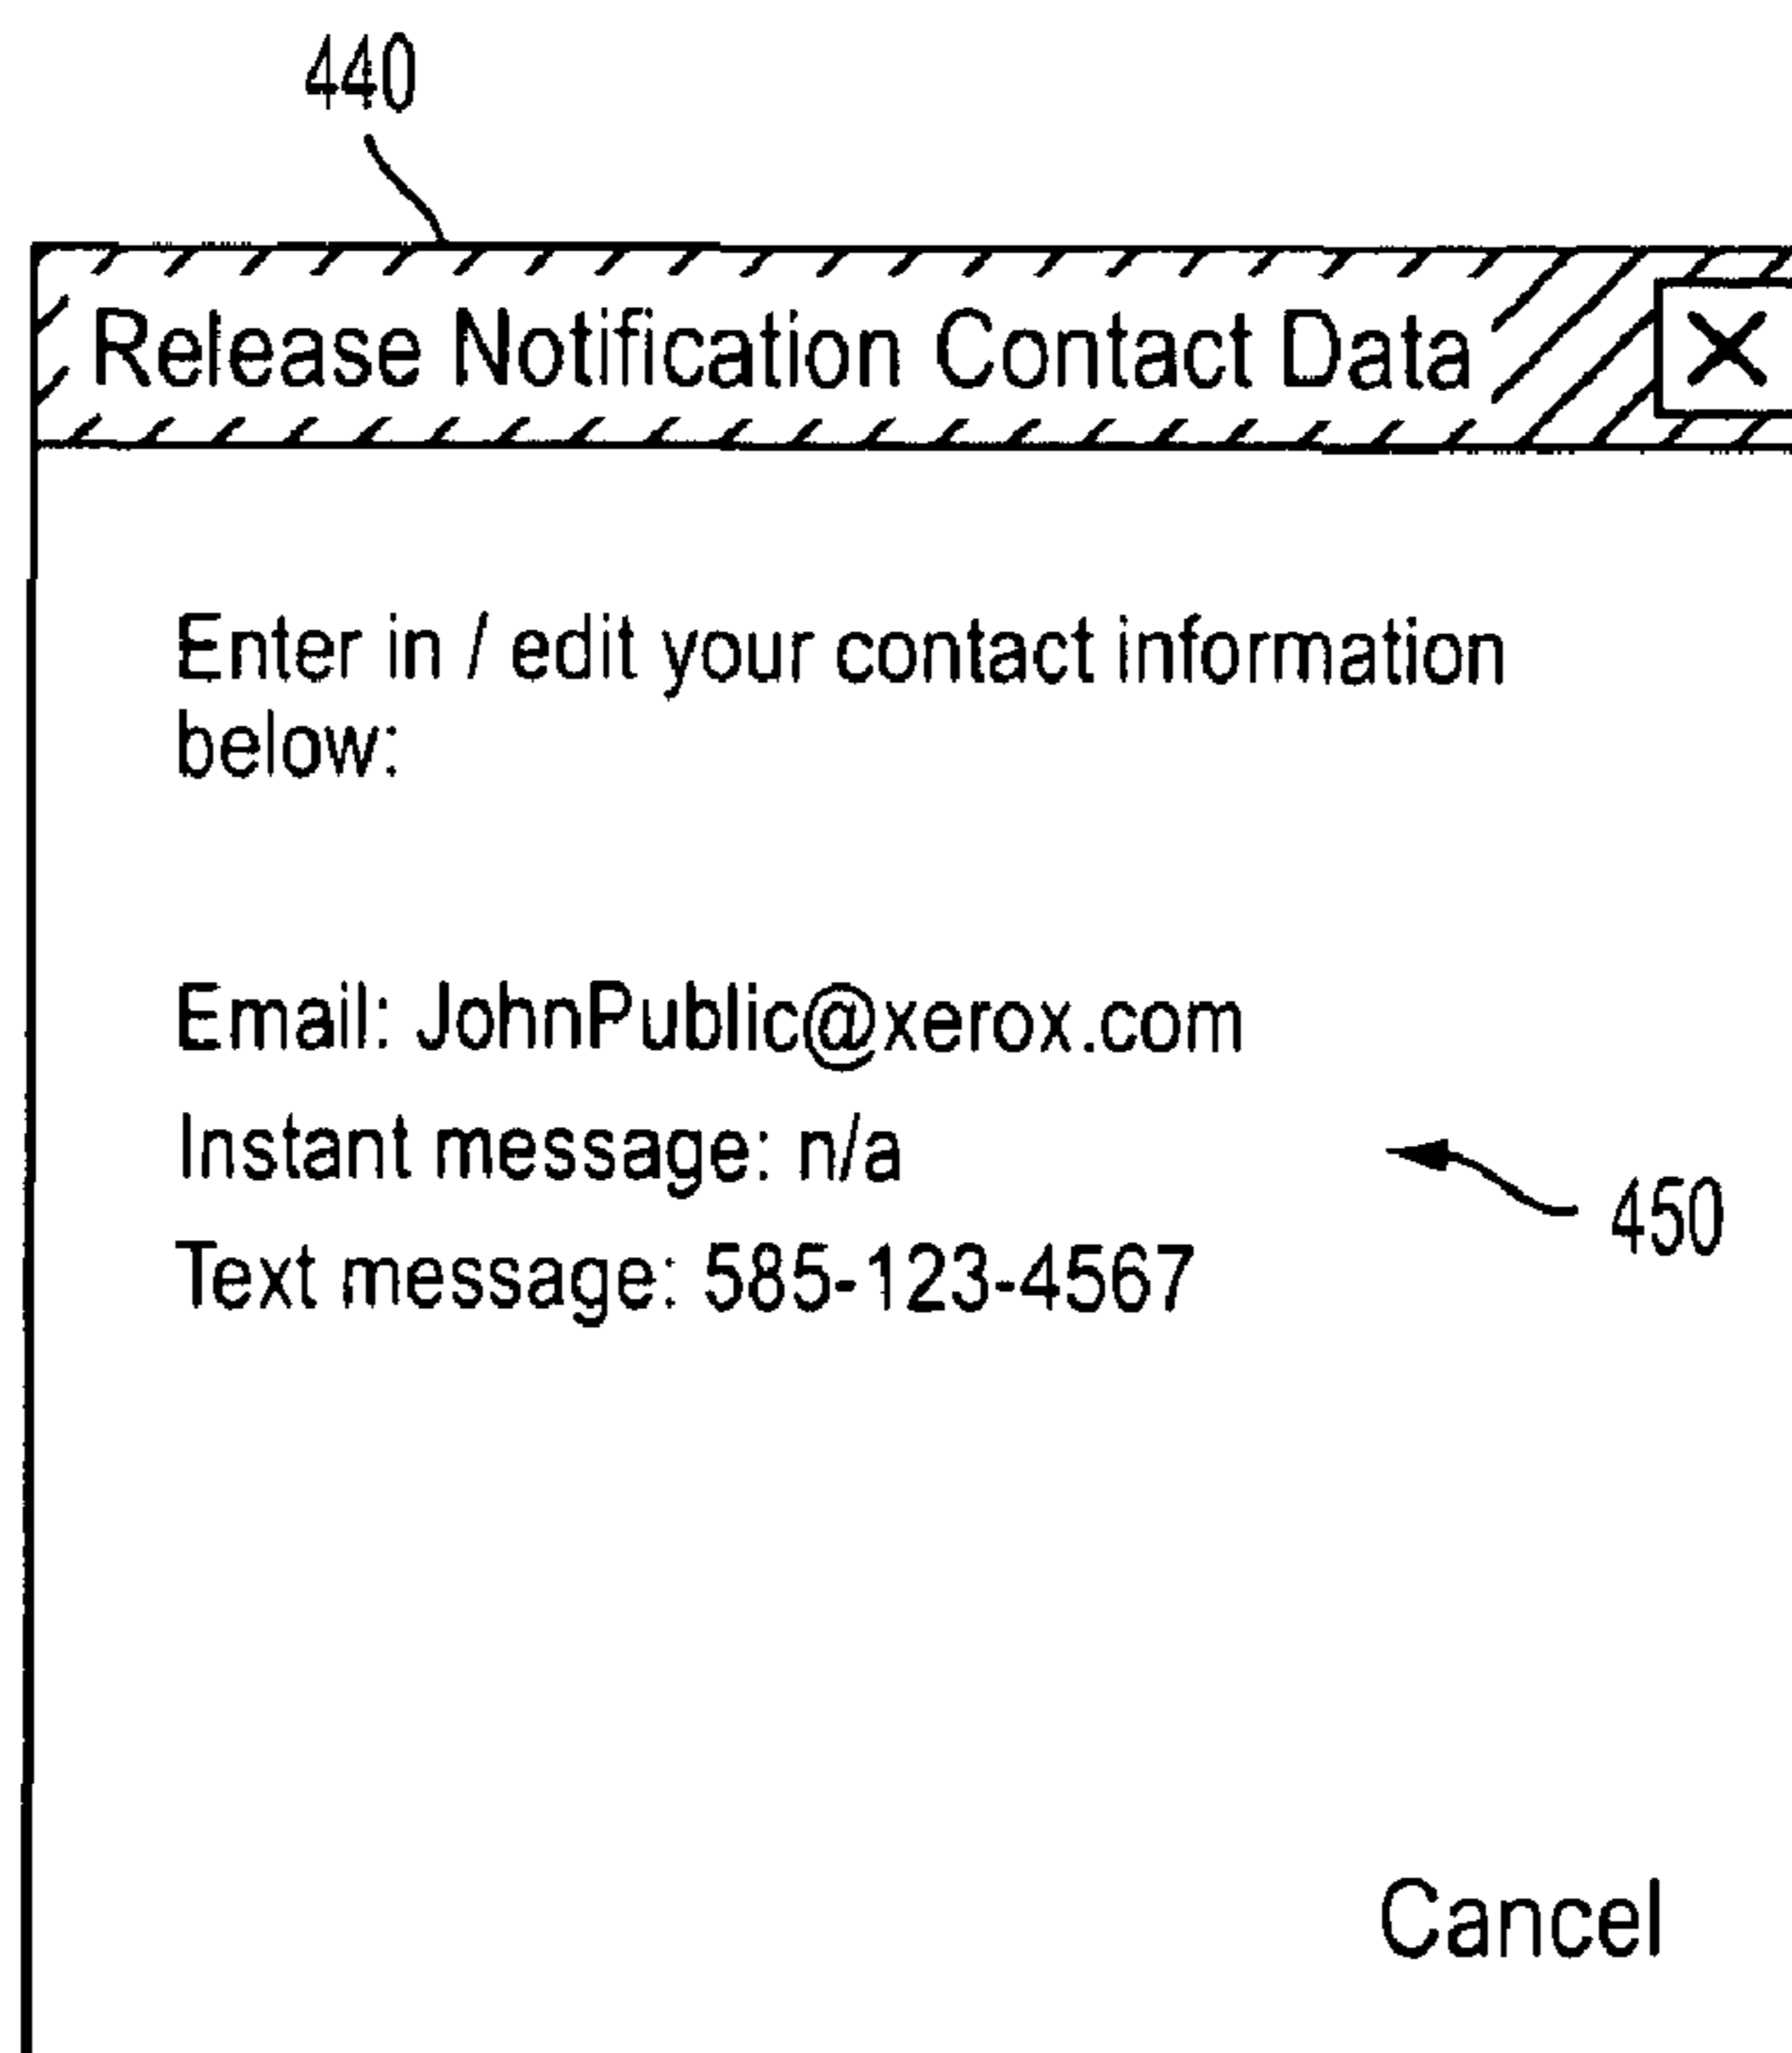 440
Release Notification Contact Data X
Enter in / edit your contact information
below:
Email: JohnPublic@xerox.com
Instant message: n/a
450
Text message: 585-123-4567
Cancel